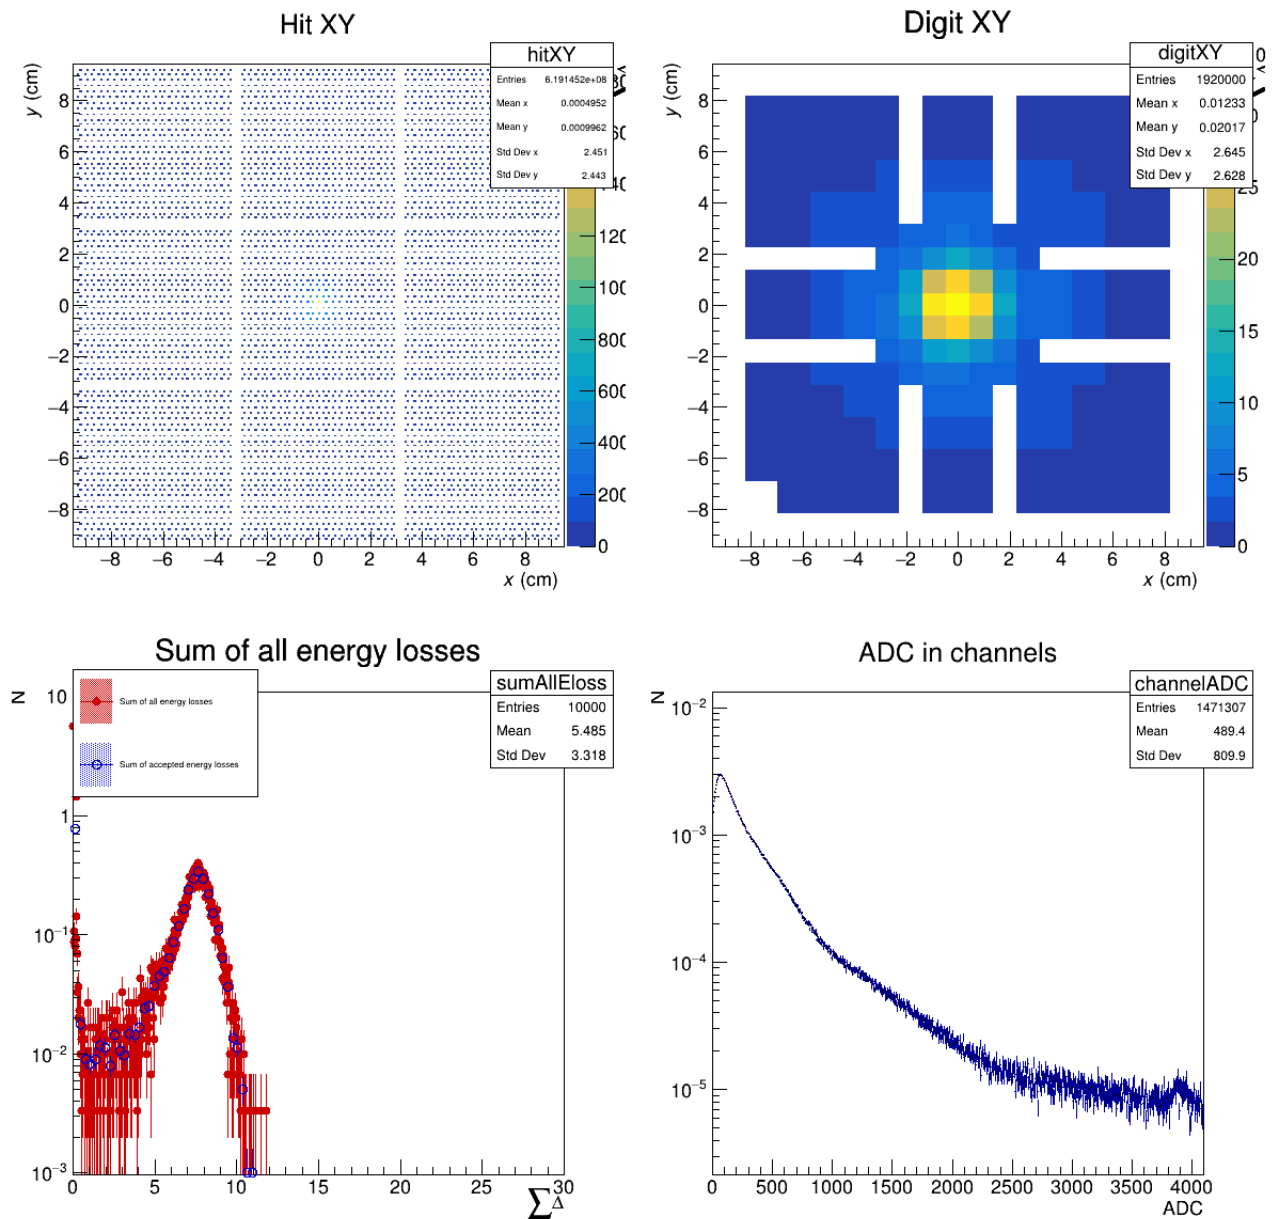 Hit XY
hitXY
Entries 6.191452e+08
Mean x 0.0004952
Mean y 0.0009962
Std Dev x 2.451
Std Dev y 2.443
y (cm)
8
6
4
2
0
−2
−4
−6
−8
−8 −6 −4 −2 0 2 4 6 8
x (cm)
800
600
400
200
0
Digit XY
digitXY
Entries 1920000
Mean x 0.01233
Mean y 0.02017
Std Dev x 2.645
Std Dev y 2.628
y (cm)
8
6
4
2
0
−2
−4
−6
−8
−8 −6 −4 −2 0 2 4 6 8
x (cm)
25
20
15
10
5
0
Sum of all energy losses
Sum of all energy losses
Sum of accepted energy losses
sumAllEloss
Entries 10000
Mean 5.485
Std Dev 3.318
N
10
1
10⁻¹
10⁻²
10⁻³
0 5 10 15 20 25 30
∑Δ
ADC in channels
channelADC
Entries 1471307
Mean 489.4
Std Dev 809.9
N
10⁻²
10⁻³
10⁻⁴
10⁻⁵
0 500 1000 1500 2000 2500 3000 3500 4000
ADC